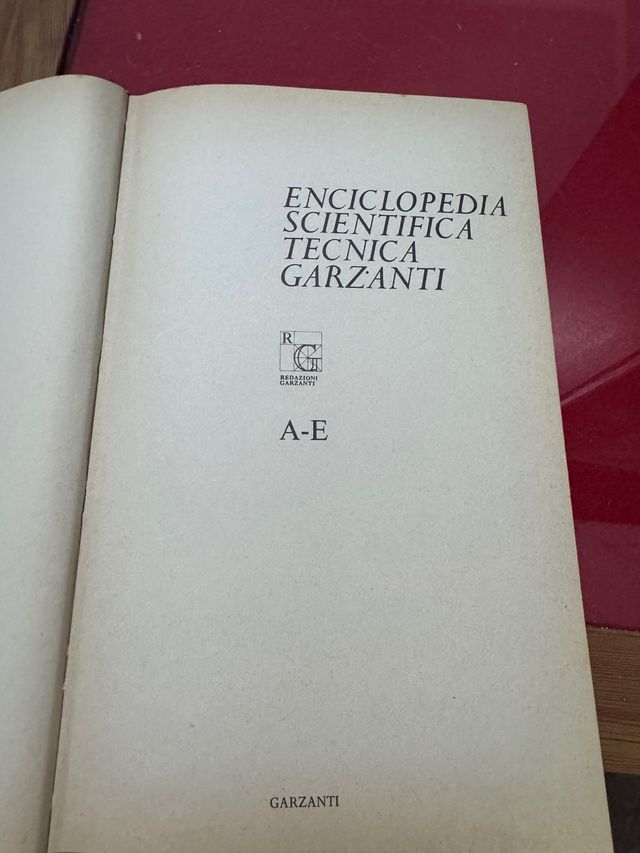 ENCICLOPEDIA
SCIENTIFICA
TECNICA
GARZANTI
R
G
T
REDAZIONI
GARZANTI
A-E
GARZANTI